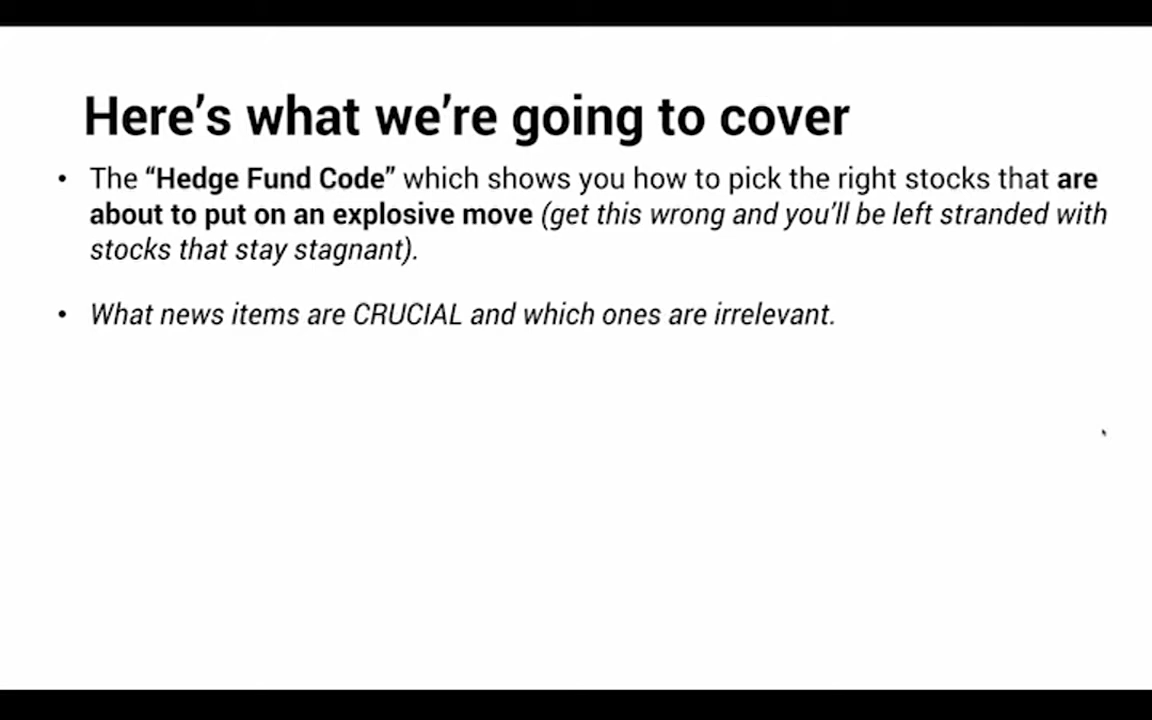 Here’s what we’re going to cover
• The “Hedge Fund Code” which shows you how to pick the right stocks that are
about to put on an explosive move (get this wrong and you’ll be left stranded with
stocks that stay stagnant).
• What news items are CRUCIAL and which ones are irrelevant.